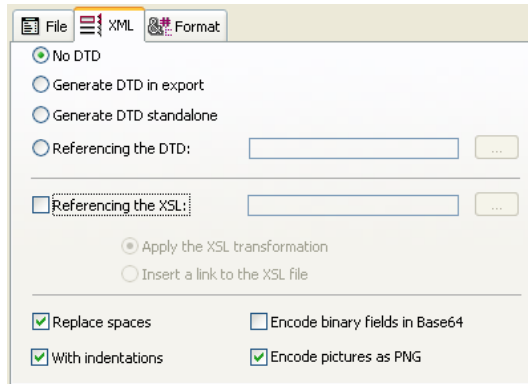 File XML Format
No DTD
Generate DTD in export
Generate DTD standalone
Referencing the DTD: ...
Referencing the XSL: ...
Apply the XSL transformation
Insert a link to the XSL file
Replace spaces Encode binary fields in Base64
With indentations Encode pictures as PNG